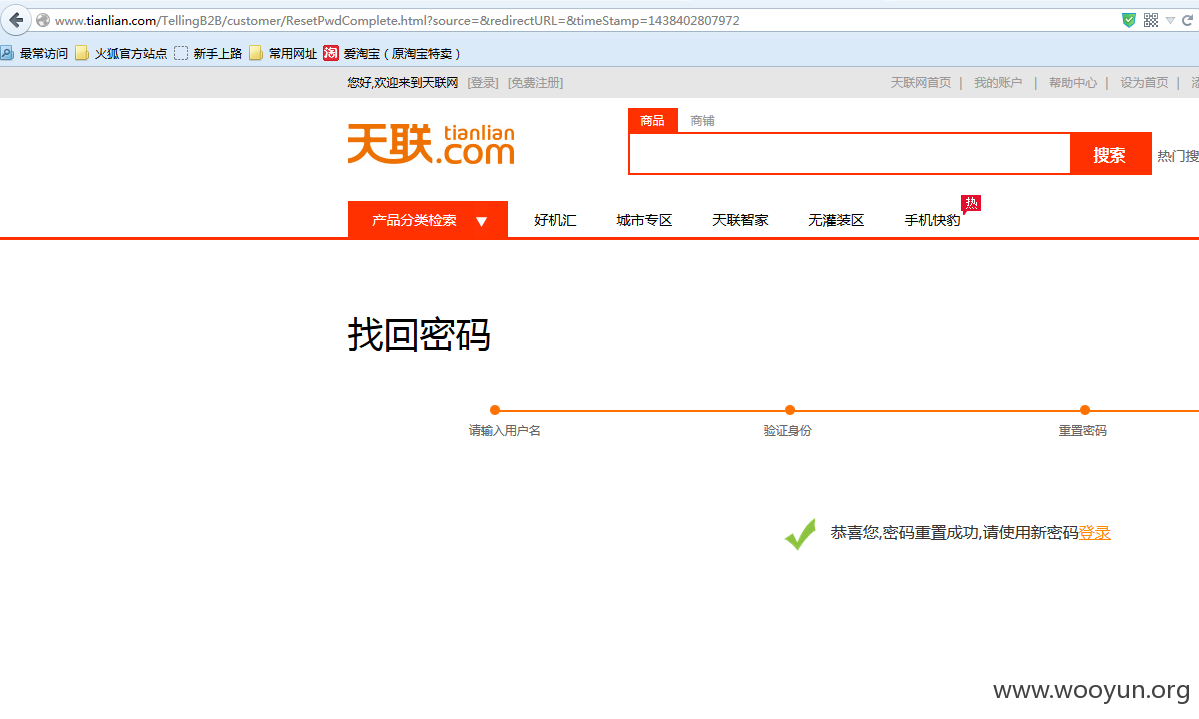 www.tianlian.com/TellingB2B/customer/ResetPwdComplete.html?source=&redirectURL=&timeStamp=1438402807972
最常访问 火狐官方站点 新手上路 常用网址 淘 爱淘宝（原淘宝特卖）
您好,欢迎来到天联网 [登录] [免费注册] 天联网首页 | 我的账户 | 帮助中心 | 设为首页 |
天联 tianlian .com
商品 商铺
搜索 热门搜
热
产品分类检索 ▼ 好机汇 城市专区 天联智家 无灌装区 手机快豹
找回密码
请输入用户名 验证身份 重置密码
恭喜您,密码重置成功,请使用新密码登录
www.wooyun.org